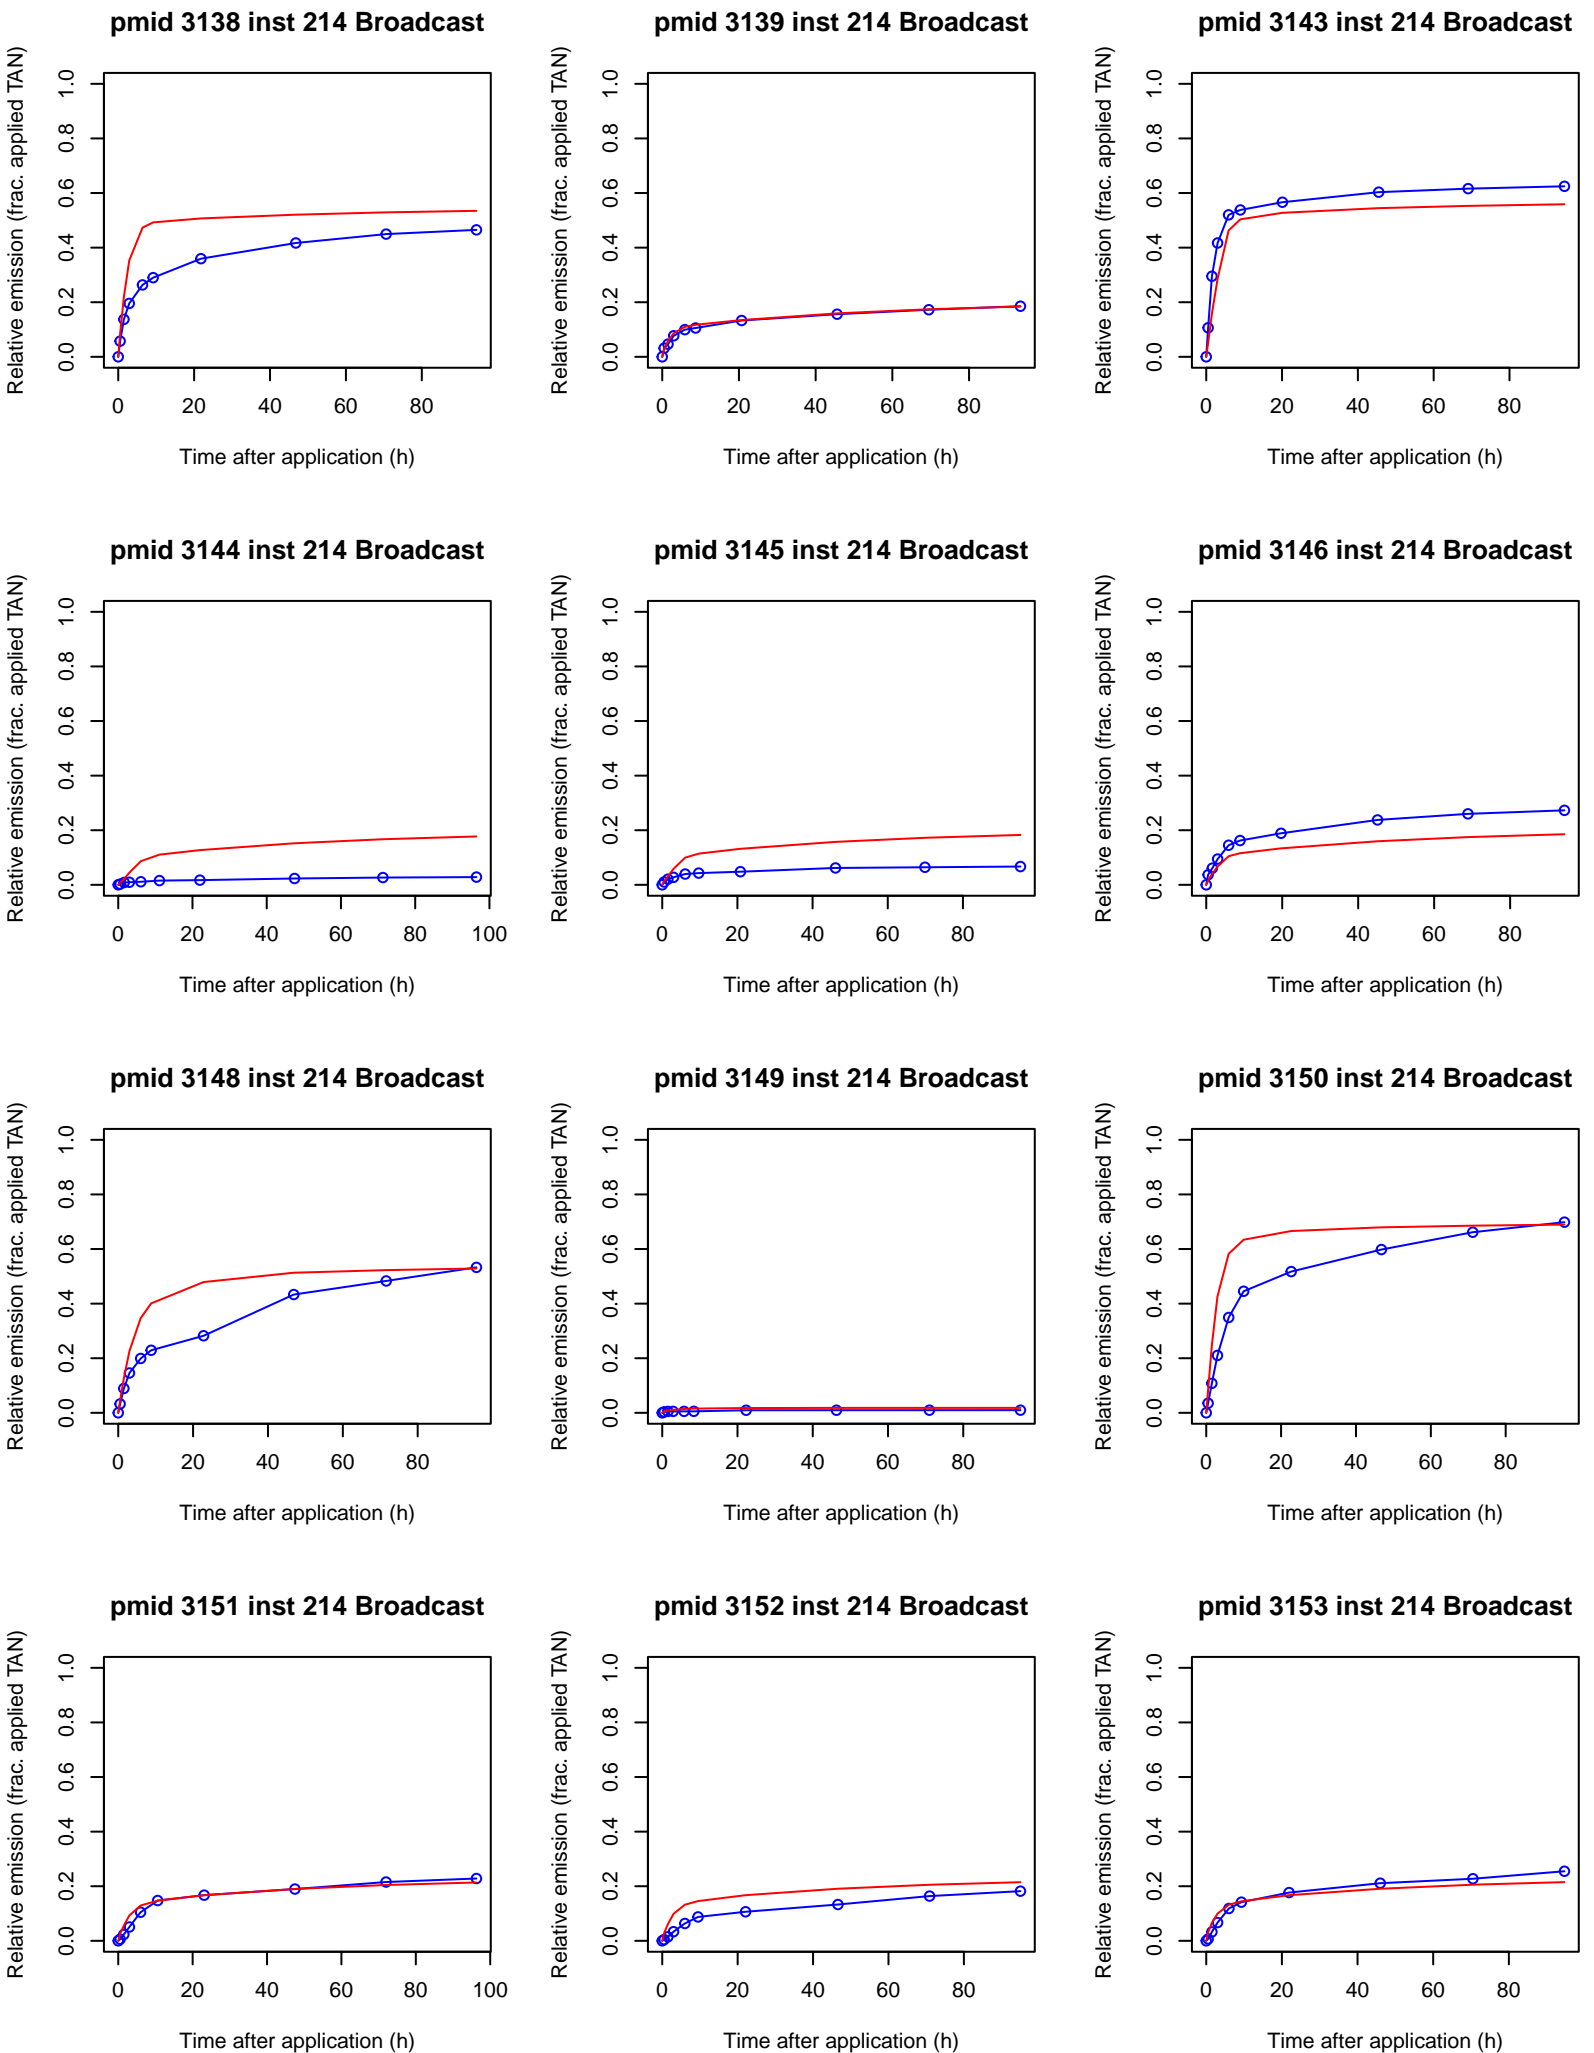 pmid 3138 inst 214 Broadcast
Relative emission (frac. applied TAN)
1.0
0.8
0.6
0.4
0.2
0.0
0 20 40 60 80
Time after application (h)
pmid 3139 inst 214 Broadcast
Relative emission (frac. applied TAN)
1.0
0.8
0.6
0.4
0.2
0.0
0 20 40 60 80
Time after application (h)
pmid 3143 inst 214 Broadcast
Relative emission (frac. applied TAN)
1.0
0.8
0.6
0.4
0.2
0.0
0 20 40 60 80
Time after application (h)
pmid 3144 inst 214 Broadcast
Relative emission (frac. applied TAN)
1.0
0.8
0.6
0.4
0.2
0.0
0 20 40 60 80 100
Time after application (h)
pmid 3145 inst 214 Broadcast
Relative emission (frac. applied TAN)
1.0
0.8
0.6
0.4
0.2
0.0
0 20 40 60 80
Time after application (h)
pmid 3146 inst 214 Broadcast
Relative emission (frac. applied TAN)
1.0
0.8
0.6
0.4
0.2
0.0
0 20 40 60 80
Time after application (h)
pmid 3148 inst 214 Broadcast
Relative emission (frac. applied TAN)
1.0
0.8
0.6
0.4
0.2
0.0
0 20 40 60 80
Time after application (h)
pmid 3149 inst 214 Broadcast
Relative emission (frac. applied TAN)
1.0
0.8
0.6
0.4
0.2
0.0
0 20 40 60 80
Time after application (h)
pmid 3150 inst 214 Broadcast
Relative emission (frac. applied TAN)
1.0
0.8
0.6
0.4
0.2
0.0
0 20 40 60 80
Time after application (h)
pmid 3151 inst 214 Broadcast
Relative emission (frac. applied TAN)
1.0
0.8
0.6
0.4
0.2
0.0
0 20 40 60 80 100
Time after application (h)
pmid 3152 inst 214 Broadcast
Relative emission (frac. applied TAN)
1.0
0.8
0.6
0.4
0.2
0.0
0 20 40 60 80
Time after application (h)
pmid 3153 inst 214 Broadcast
Relative emission (frac. applied TAN)
1.0
0.8
0.6
0.4
0.2
0.0
0 20 40 60 80
Time after application (h)